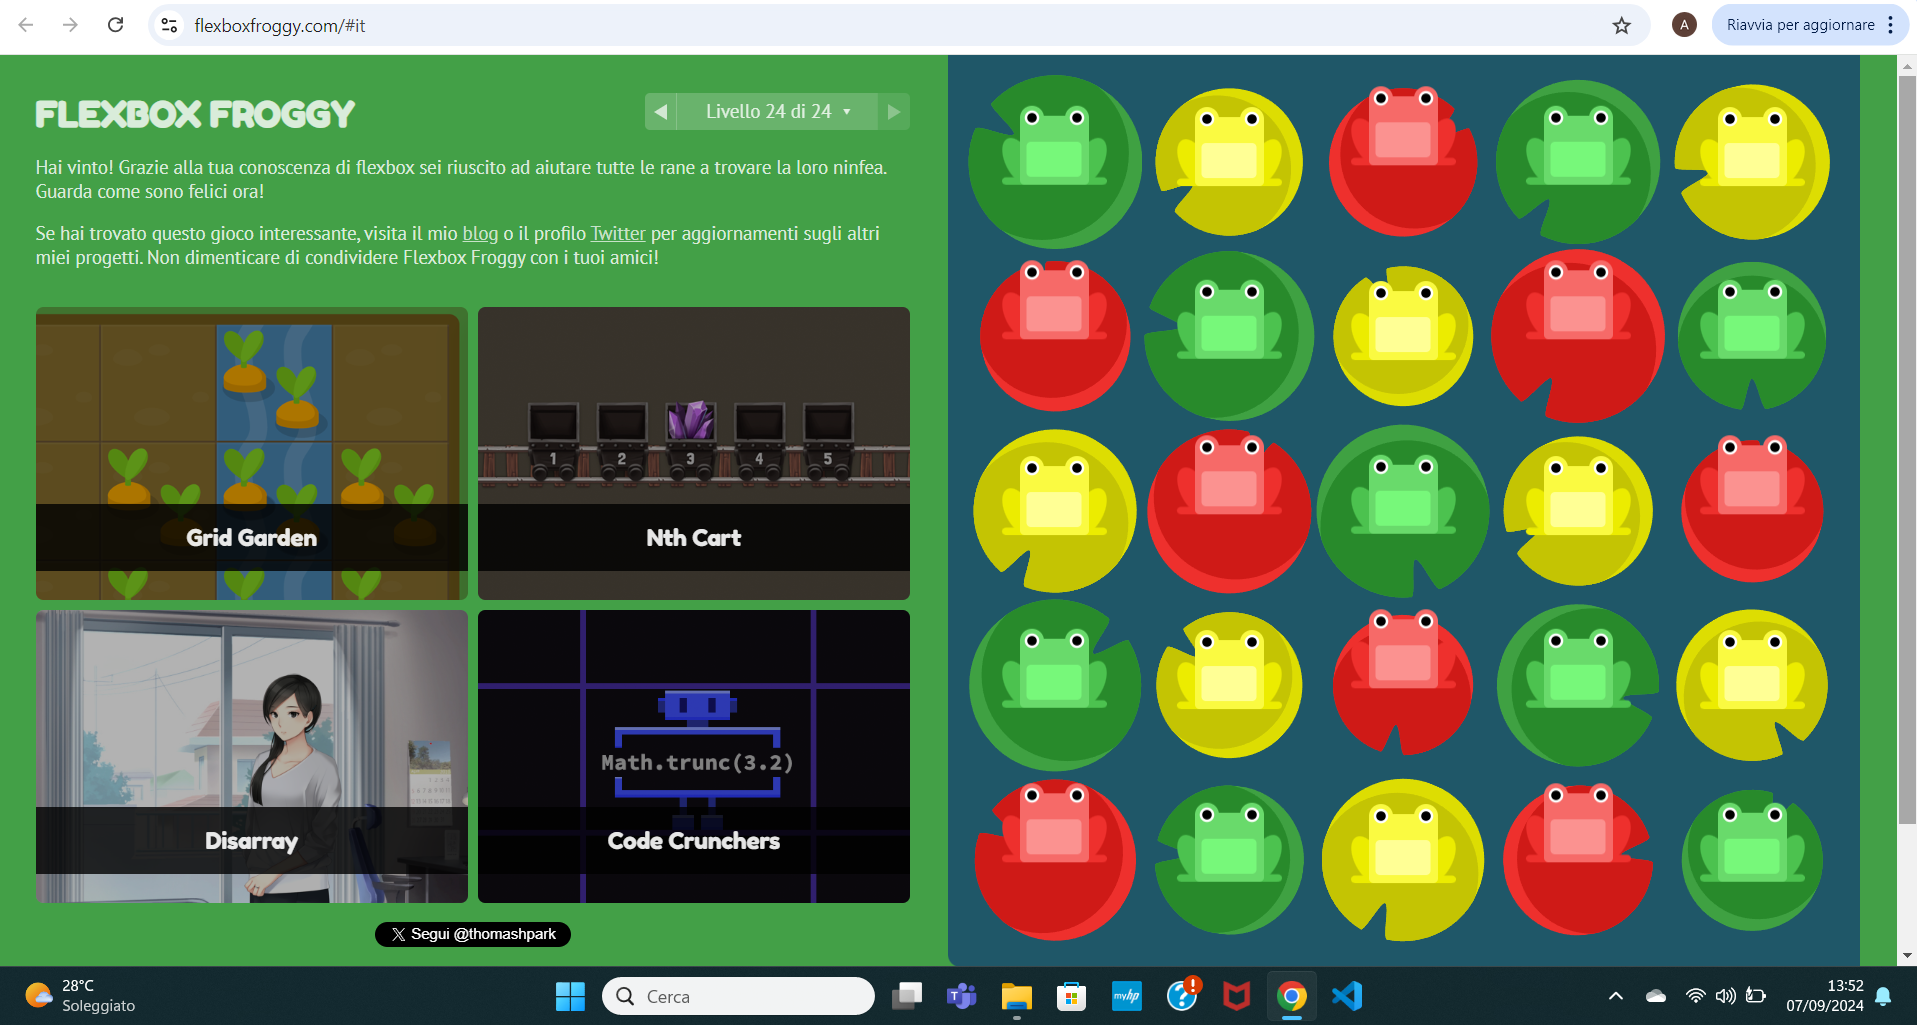 flexboxfroggy.com/#it
A
Riavvia per aggiornare
FLEXBOX FROGGY
Livello 24 di 24
Hai vinto! Grazie alla tua conoscenza di flexbox sei riuscito ad aiutare tutte le rane a trovare la loro ninfea.
Guarda come sono felici ora!
Se hai trovato questo gioco interessante, visita il mio blog o il profilo Twitter per aggiornamenti sugli altri
miei progetti. Non dimenticare di condividere Flexbox Froggy con i tuoi amici!
1 2 3 4 5
Grid Garden
Nth Cart
Math.trunc(3.2)
Disarray
Code Crunchers
X Segui @thomashpark
28°C
Soleggiato
Cerca
myhp
13:52
07/09/2024